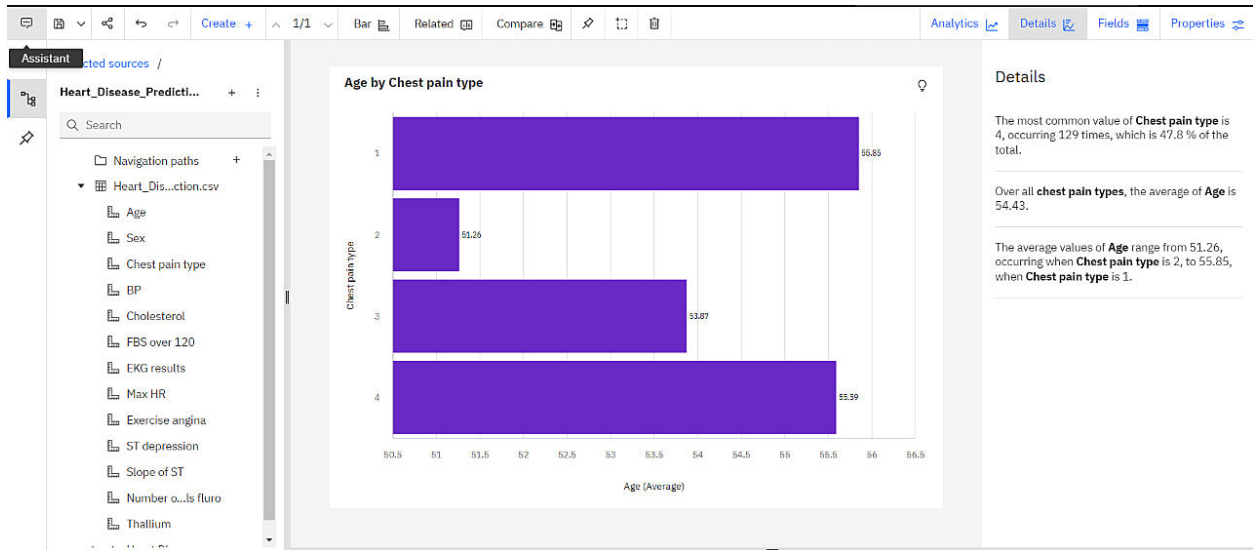 Create +
1/1
Bar
Related
Compare
Analytics
Details
Fields
Properties
Assistant
cted sources /
Heart_Disease_Predicti...
+
Search
Navigation paths
+
Heart_Dis...ction.csv
Age
Sex
Chest pain type
BP
Cholesterol
FBS over 120
EKG results
Max HR
Exercise angina
ST depression
Slope of ST
Number o...ls fluro
Thallium
Age by Chest pain type
Chest pain type
1
55.85
2
51.26
3
53.87
4
55.59
50.5 51 51.5 52 52.5 53 53.5 54 54.5 55 55.5 56 56.5
Age (Average)
Details
The most common value of Chest pain type is
4, occurring 129 times, which is 47.8 % of the
total.
Over all chest pain types, the average of Age is
54.43.
The average values of Age range from 51.26,
occurring when Chest pain type is 2, to 55.85,
when Chest pain type is 1.